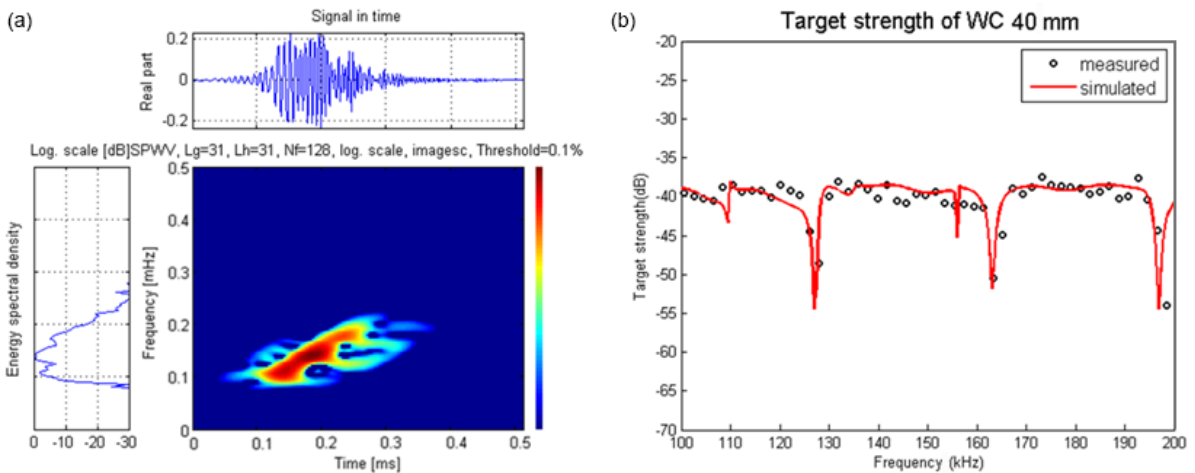 (a)
Signal in time
Real part
0.2
0
-0.2
Log. scale [dB]SPWV, Lg=31, Lh=31, Nf=128, log. scale, imagesc, Threshold=0.1%
Energy spectral density
0 -10 -20 -30
Frequency [mHz]
0.5
0.4
0.3
0.2
0.1
0
0 0.1 0.2 0.3 0.4 0.5
Time [ms]
(b)
Target strength of WC 40 mm
measured
simulated
Target strength(dB)
-20
-25
-30
-35
-40
-45
-50
-55
-60
-65
-70
100 110 120 130 140 150 160 170 180 190 200
Frequency (kHz)